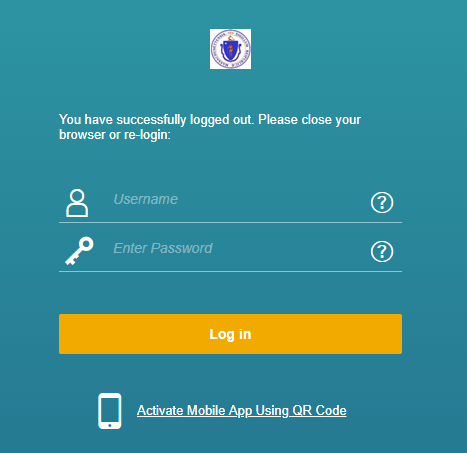 You have successfully logged out. Please close your
browser or re-login:
Username
?
Enter Password
?
Log in
Activate Mobile App Using QR Code